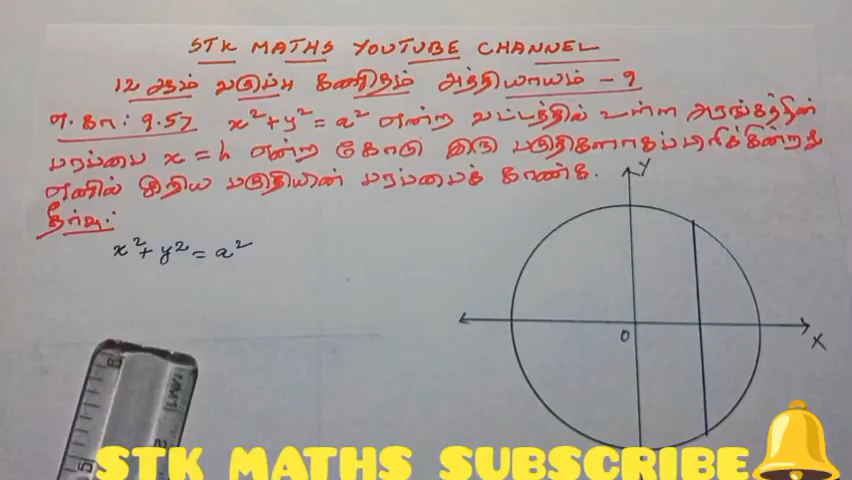 STK MATHS YOUTUBE CHANNEL
12 ஆம் வகுப்பு கணிதம் அத்தியாயம் - 9
எ.கா : 9.57 x²+y² = a² என்ற வட்டத்தில் உள்ள அரங்கத்தின்
பரப்பை x = h என்ற கோடு இரு பகுதிகளாகப் பிரிக்கின்றது
எனில் சிறிய பகுதியின் பரப்பைக் காண்க.
தீர்வு:
x²+y² = a²
Y
O
X
STK MATHS SUBSCRIBE